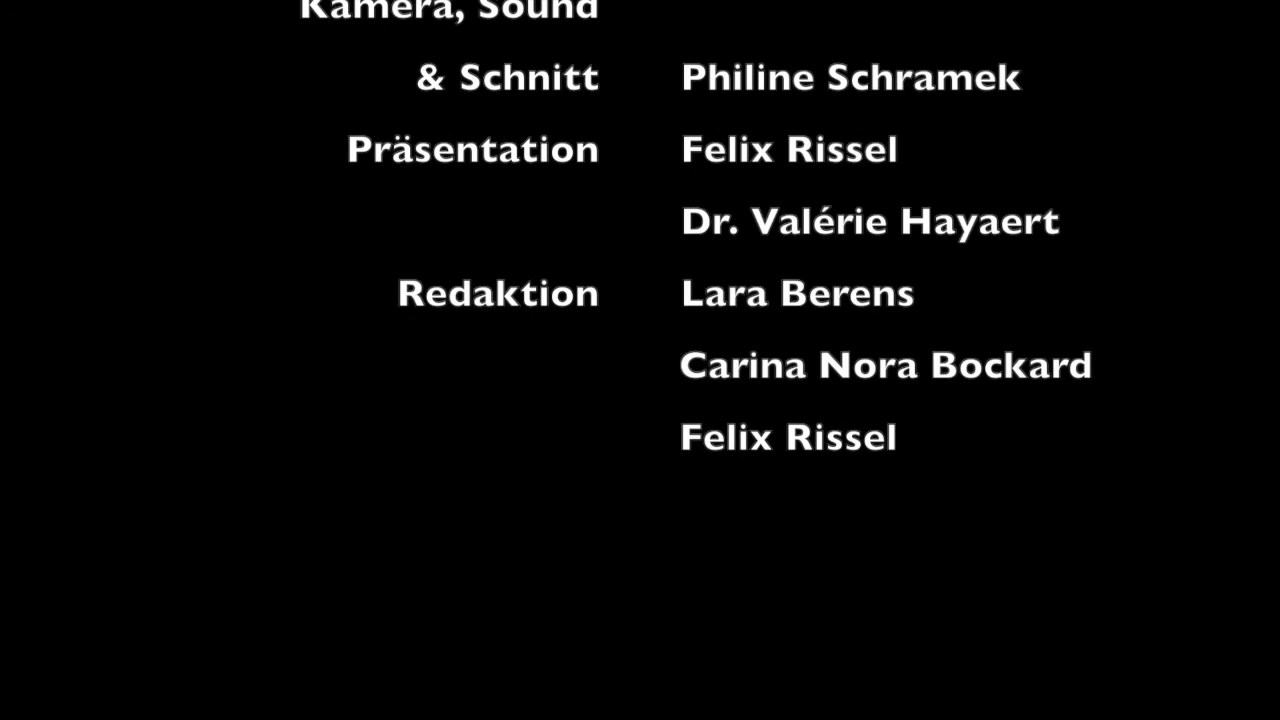 Kamera, Sound
& Schnitt Philine Schramek
Präsentation Felix Rissel
Dr. Valérie Hayaert
Redaktion Lara Berens
Carina Nora Bockard
Felix Rissel